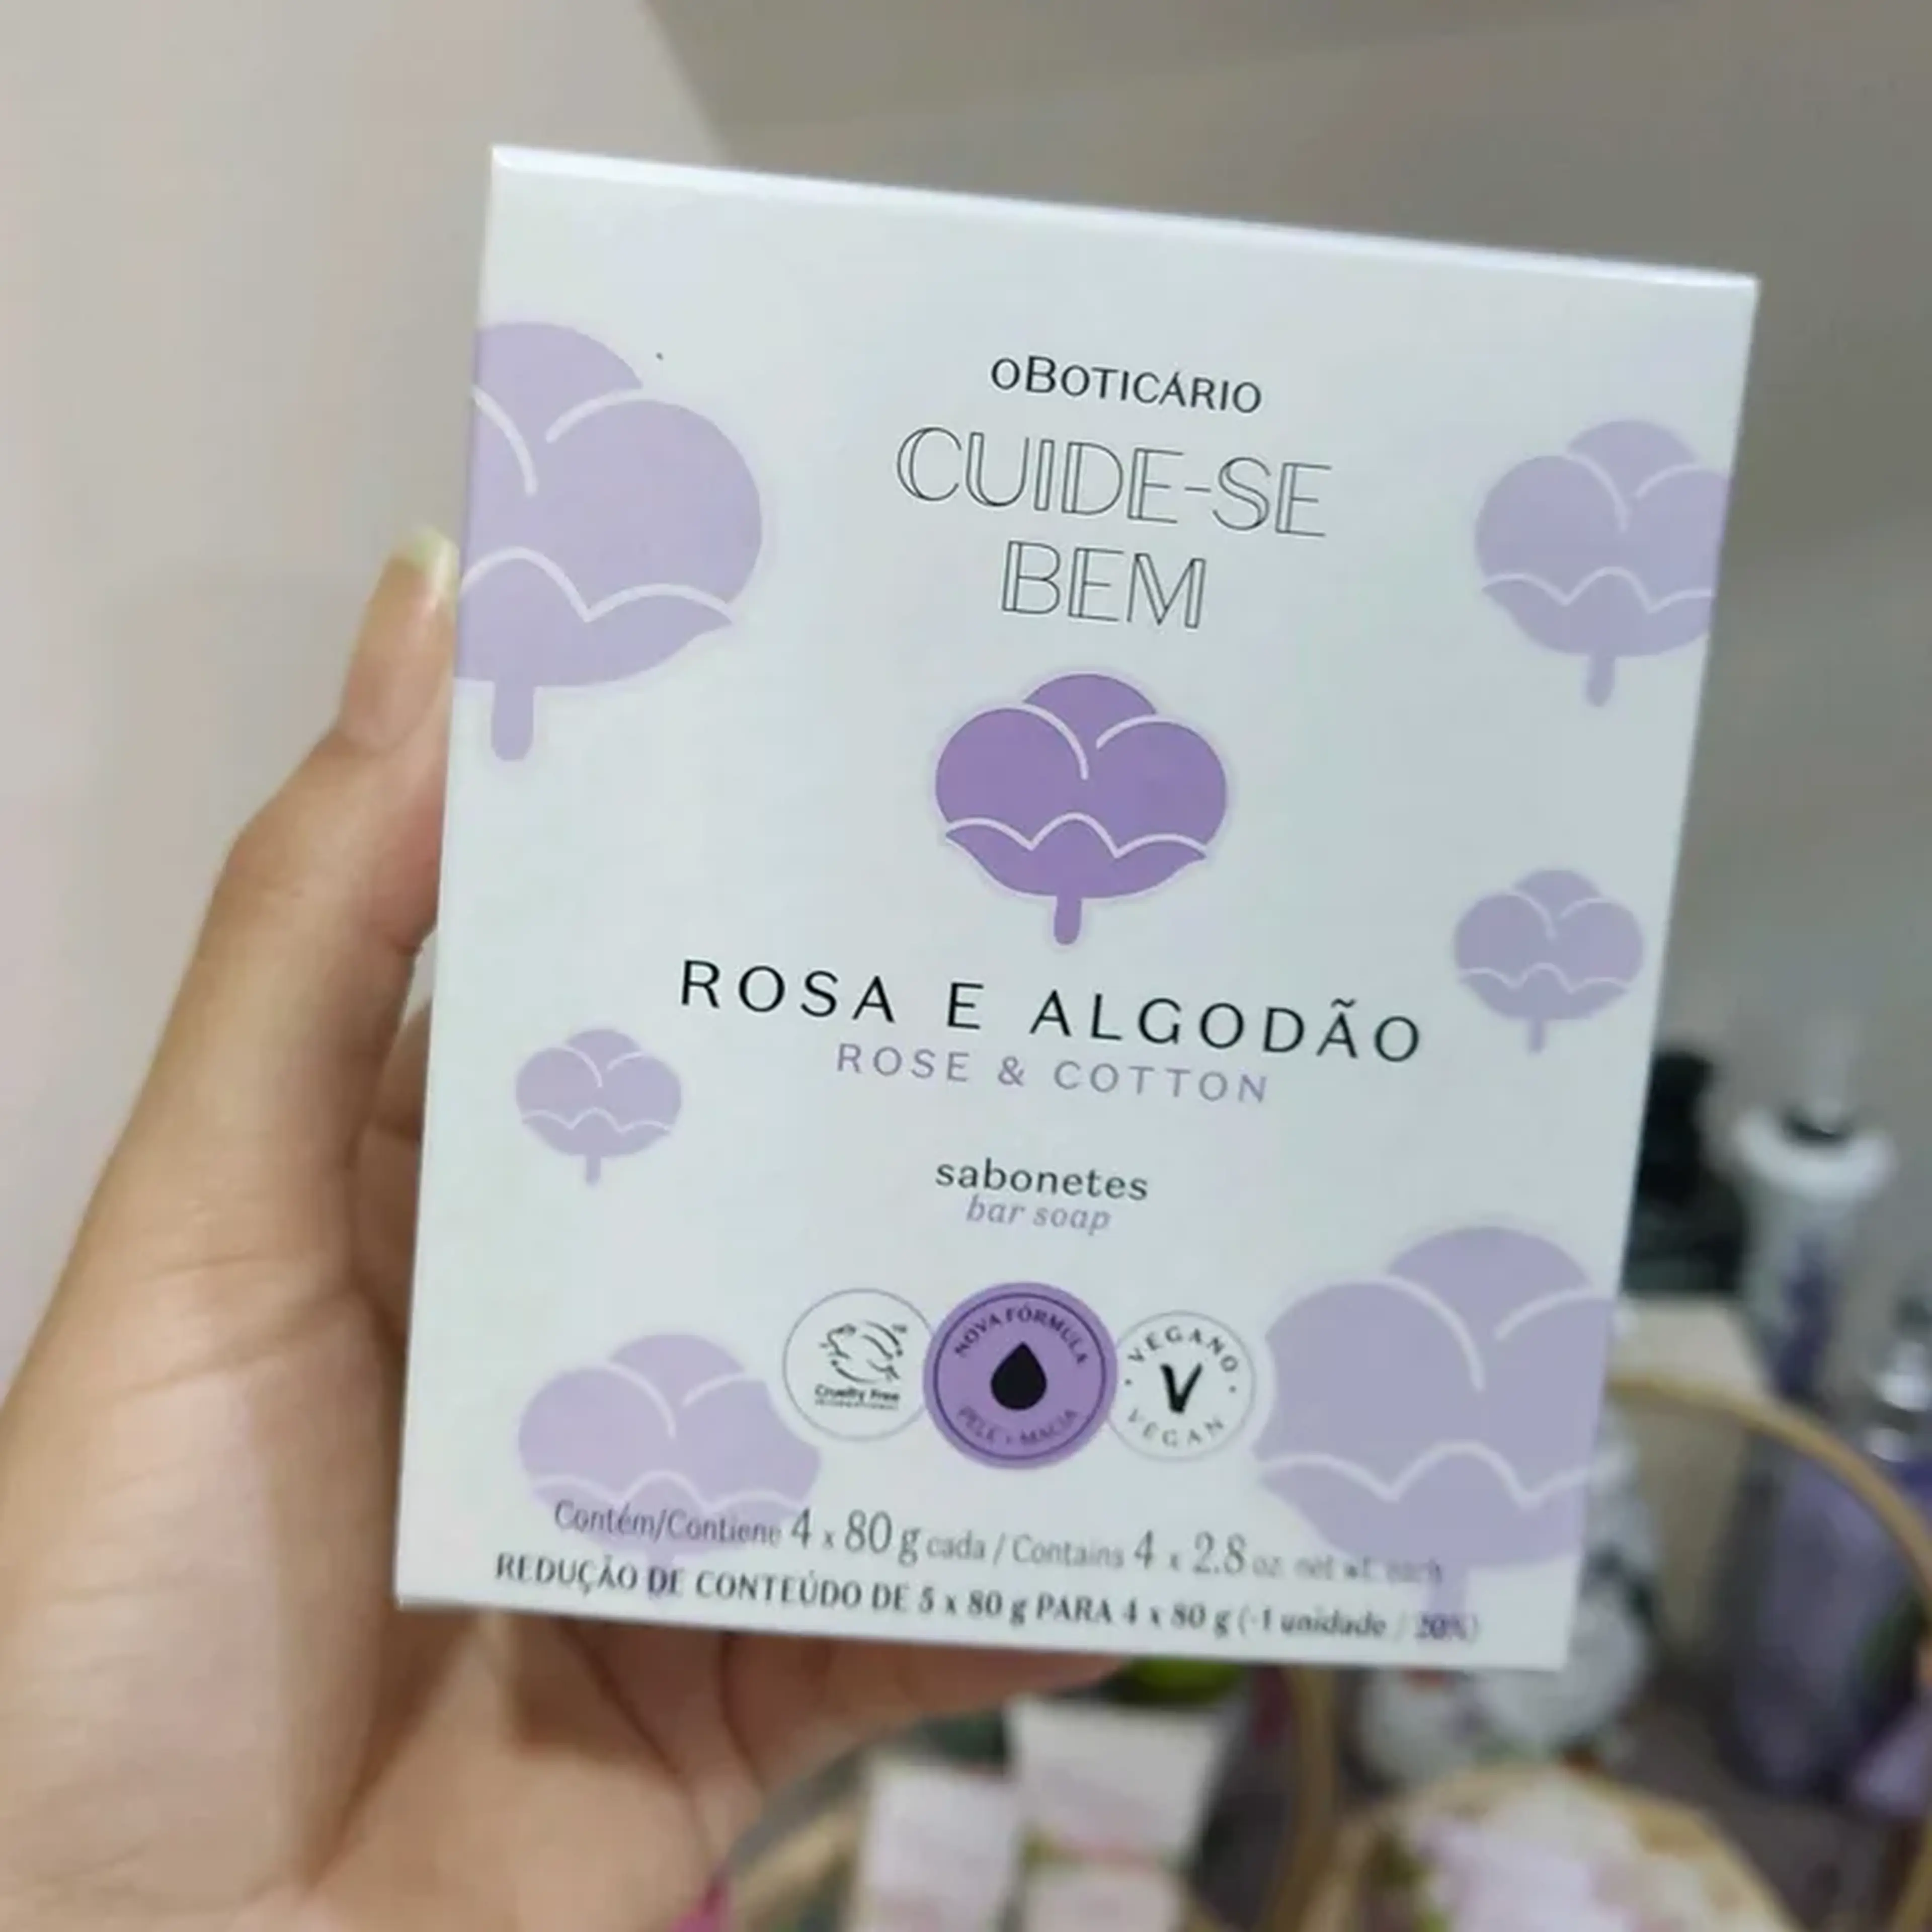 oBOTICÁRIO
CUIDE-SE
BEM
ROSA E ALGODÃO
ROSE & COTTON
sabonetes
bar soap
Cruelty Free
INTERNATIONAL
NOVA FÓRMULA
PELE + MACIA
VEGANO
V
VEGAN
Contém/Contiene 4 x 80 g cada / Contains 4 x 2.8 oz net wt. each
REDUÇÃO DE CONTEÚDO DE 5 x 80 g PARA 4 x 80 g (-1 unidade / 20%)